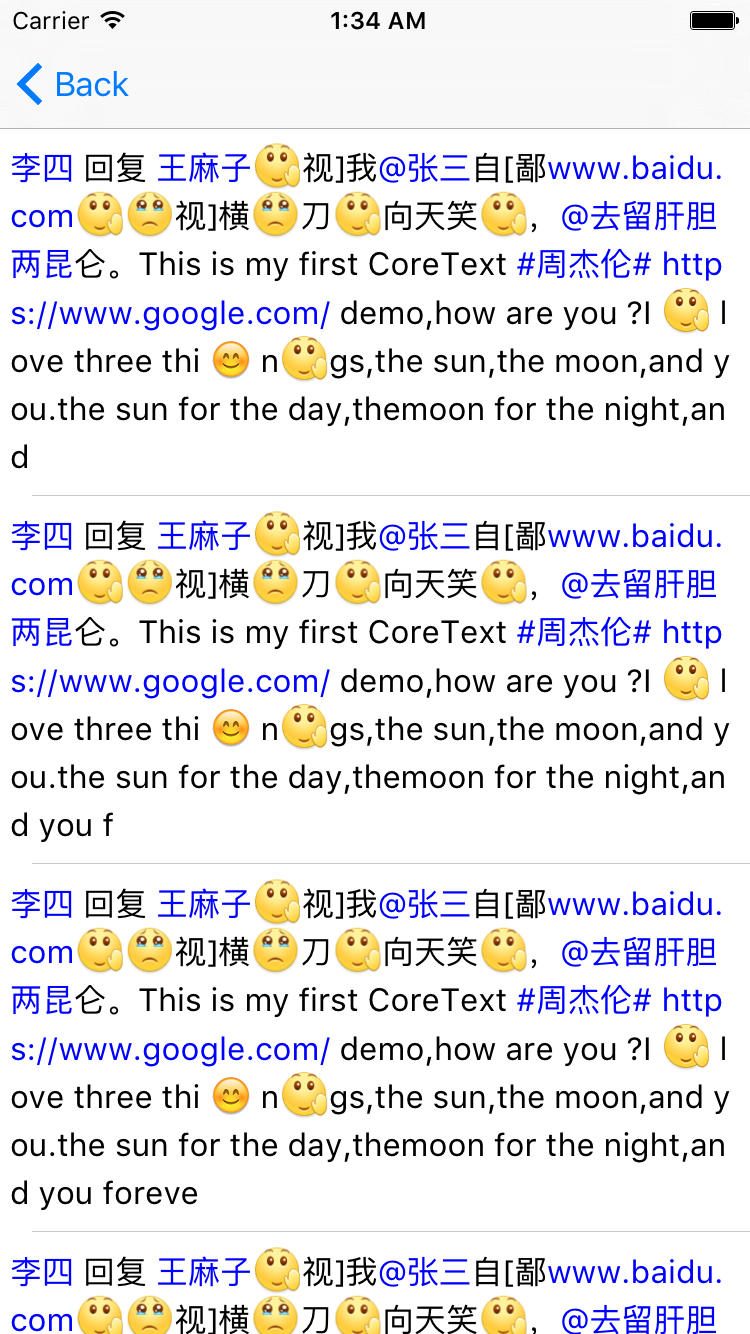 Carrier 1:34 AM
Back
李四 回复 王麻子视]我@张三自[鄙www.baidu.
com视]横刀向天笑，@去留肝胆
两昆仑。This is my first CoreText #周杰伦# http
s://www.google.com/ demo,how are you ?I l
ove three thi 😊 ngs,the sun,the moon,and y
ou.the sun for the day,themoon for the night,an
d
李四 回复 王麻子视]我@张三自[鄙www.baidu.
com视]横刀向天笑，@去留肝胆
两昆仑。This is my first CoreText #周杰伦# http
s://www.google.com/ demo,how are you ?I l
ove three thi 😊 ngs,the sun,the moon,and y
ou.the sun for the day,themoon for the night,an
d you f
李四 回复 王麻子视]我@张三自[鄙www.baidu.
com视]横刀向天笑，@去留肝胆
两昆仑。This is my first CoreText #周杰伦# http
s://www.google.com/ demo,how are you ?I l
ove three thi 😊 ngs,the sun,the moon,and y
ou.the sun for the day,themoon for the night,an
d you foreve
李四 回复 王麻子视]我@张三自[鄙www.baidu.
com视]横刀向天笑，@去留肝胆